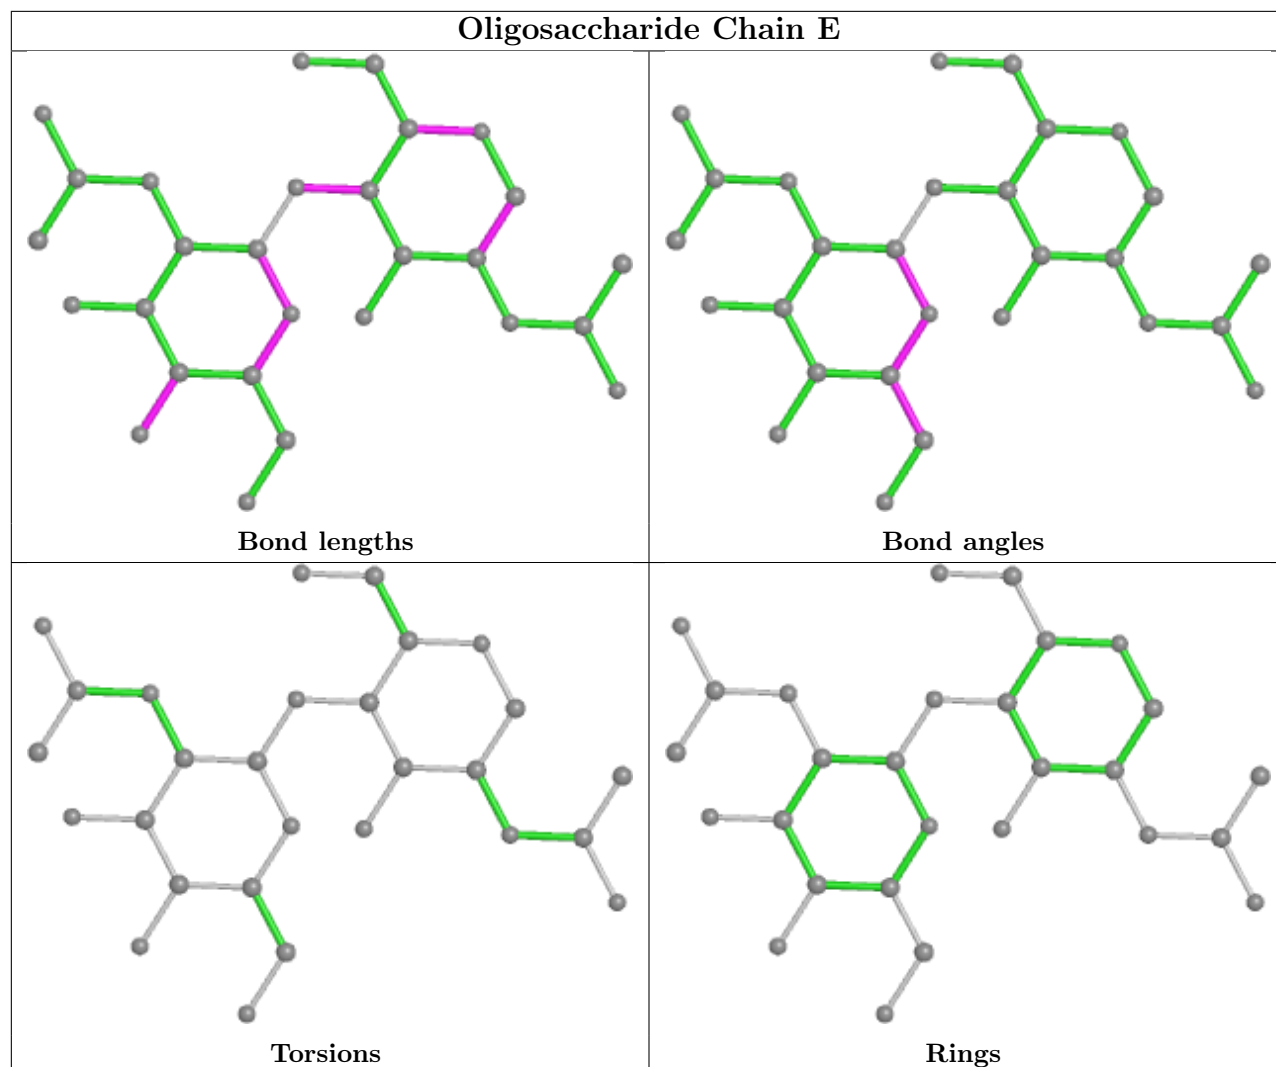 Oligosaccharide Chain E
Bond lengths
Bond angles
Torsions
Rings